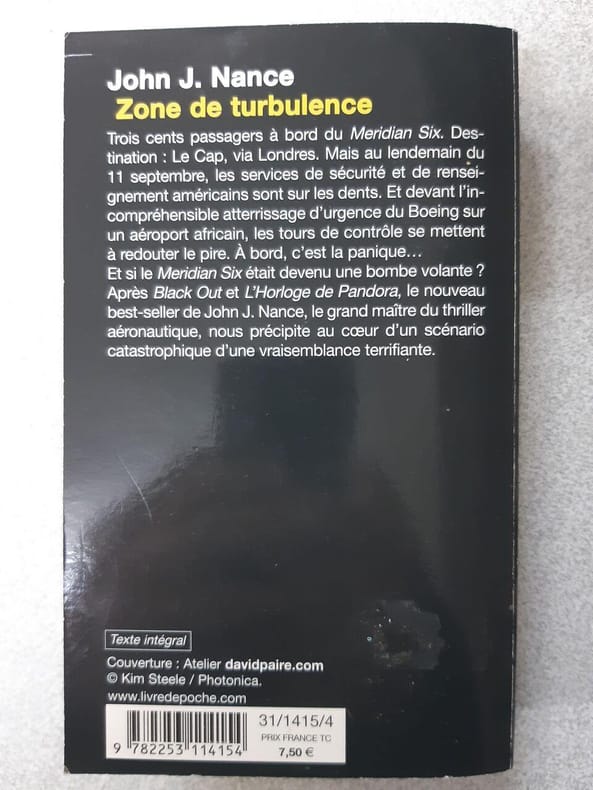 John J. Nance
Zone de turbulence
Trois cents passagers à bord du Meridian Six. Des-
tination : Le Cap, via Londres. Mais au lendemain du
11 septembre, les services de sécurité et de rensei-
gnement américains sont sur les dents. Et devant l'in-
compréhensible atterrissage d'urgence du Boeing sur
un aéroport africain, les tours de contrôle se mettent
à redouter le pire. À bord, c'est la panique...
Et si le Meridian Six était devenu une bombe volante ?
Après Black Out et L'Horloge de Pandora, le nouveau
best-seller de John J. Nance, le grand maître du thriller
aéronautique, nous précipite au cœur d'un scénario
catastrophique d'une vraisemblance terrifiante.
Texte intégral
Couverture : Atelier davidpaire.com
© Kim Steele / Photonica.
www.livredepoche.com
31/1415/4
PRIX FRANCE TC
7,50 €
9 782253 114154